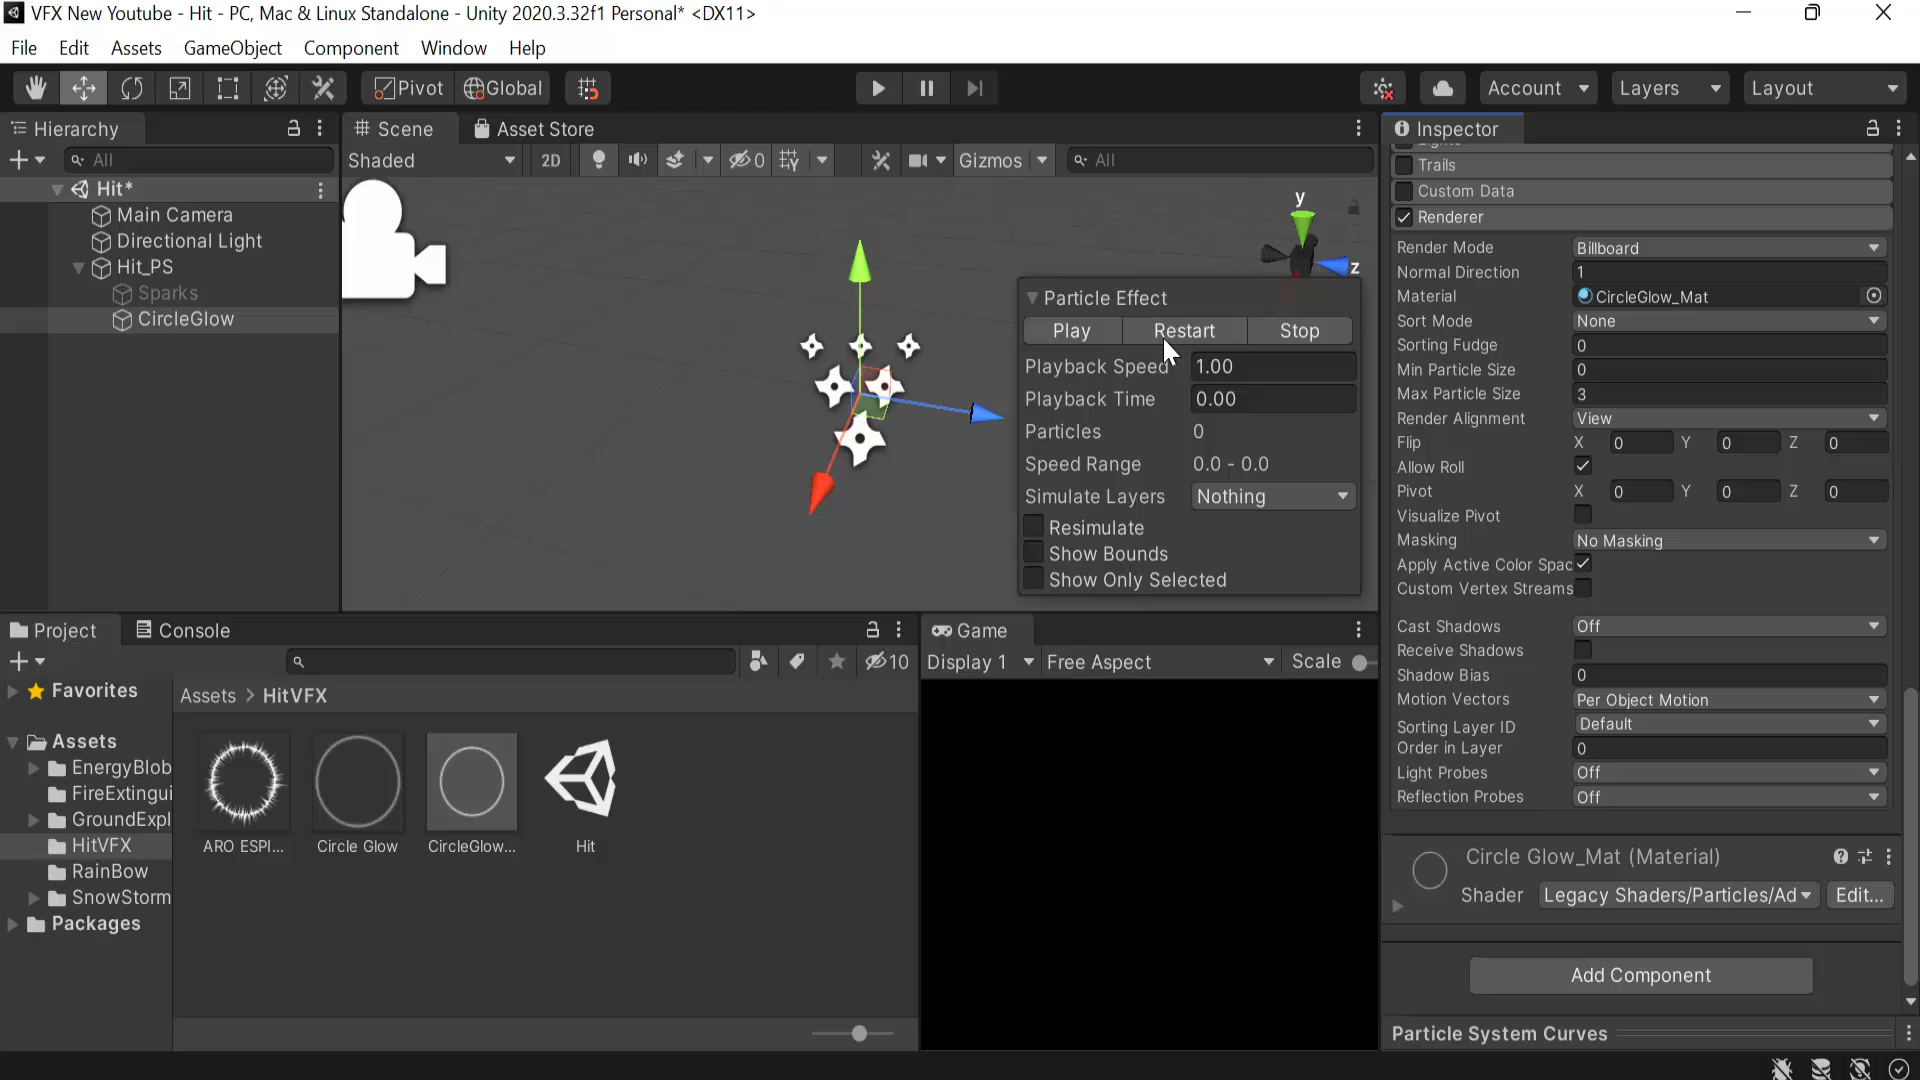 VFX New Youtube - Hit - PC, Mac & Linux Standalone - Unity 2020.3.32f1 Personal* <DX11>
File Edit Assets GameObject Component Window Help
Pivot Global Account Layers Layout
Hierarchy
All
Hit*
Main Camera
Directional Light
Hit_PS
Sparks
CircleGlow
Scene Asset Store
Shaded 2D 0 Gizmos All
y
z
Particle Effect
Play Restart Stop
Playback Speed 1.00
Playback Time 0.00
Particles 0
Speed Range 0.0 - 0.0
Simulate Layers Nothing
Resimulate
Show Bounds
Show Only Selected
Project Console
10
Favorites
Assets
EnergyBlob
FireExtingui
GroundExpl
HitVFX
RainBow
SnowStorm
Packages
Assets > HitVFX
ARO ESPI... Circle Glow CircleGlow... Hit
Game
Display 1 Free Aspect Scale
Inspector
Trails
Custom Data
Renderer
Render Mode Billboard
Normal Direction 1
Material CircleGlow_Mat
Sort Mode None
Sorting Fudge 0
Min Particle Size 0
Max Particle Size 3
Render Alignment View
Flip X 0 Y 0 Z 0
Allow Roll
Pivot X 0 Y 0 Z 0
Visualize Pivot
Masking No Masking
Apply Active Color Spac
Custom Vertex Streams
Cast Shadows Off
Receive Shadows
Shadow Bias 0
Motion Vectors Per Object Motion
Sorting Layer ID Default
Order in Layer 0
Light Probes Off
Reflection Probes Off
Circle Glow_Mat (Material)
Shader Legacy Shaders/Particles/Ad Edit...
Add Component
Particle System Curves